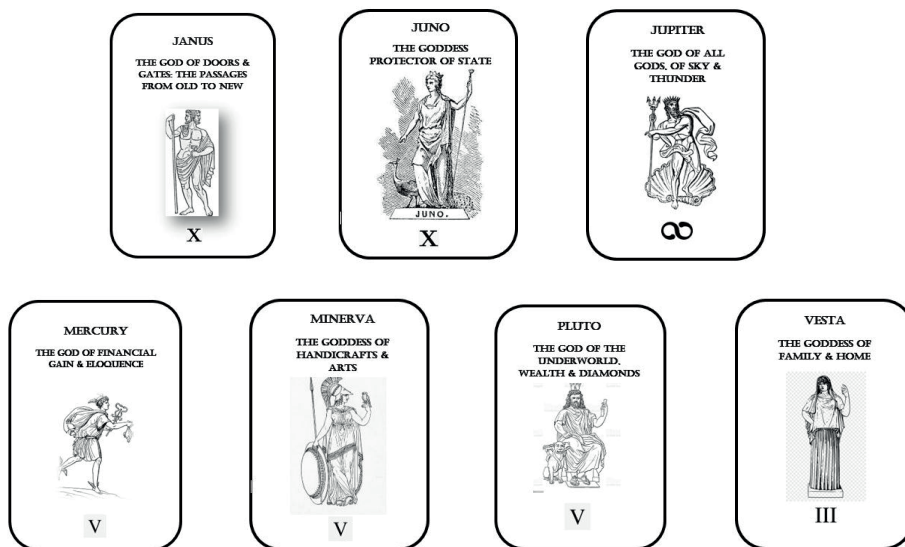 JANUS
THE GOD OF DOORS &
GATES: THE PASSAGES
FROM OLD TO NEW
X
JUNO
THE GODDESS
PROTECTOR OF STATE
JUNO.
X
JUPITER
THE GOD OF ALL
GODS, OF SKY &
THUNDER
∞
MERCURY
THE GOD OF FINANCIAL
GAIN & ELOQUENCE
V
MINERVA
THE GODDESS OF
HANDICRAFTS &
ARTS
V
PLUTO
THE GOD OF THE
UNDERWORLD,
WEALTH & DIAMONDS
V
VESTA
THE GODDESS OF
FAMILY & HOME
III